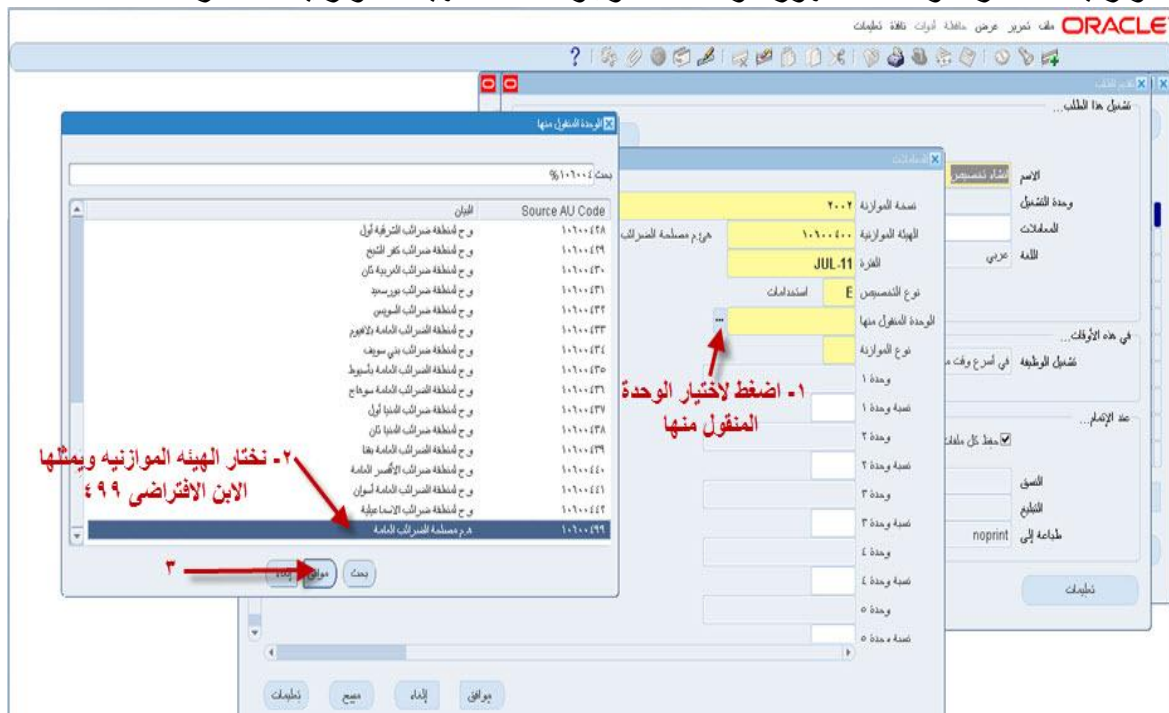 ORACLE ملف تحرير عرض حافظة أدوات نافذة تعليمات
تقديم الطلب
تشغيل هذا الطلب...
الاسم
إنشاء تخصيص
وحدة التشغيل
المعاملات
اللغة
عربي
في هذه الأوقات...
تشغيل الوظيفة
في أسرع وقت
عند الإتمام...
حفظ كل ملفات
النسق
التبليغ
طباعة إلى
noprint
تعليمات
المعاملات
نسخة الموازنة ٢٠٠٢
الهيئة الموازنية ١٠٦٠٠٤٠٠
الفترة JUL-11
نوع التخصيص E استخدامات
الوحدة المنقول منها
نوع الموازنة
وحدة ١
نسبة وحدة ١
وحدة ٢
نسبة وحدة ٢
وحدة ٣
نسبة وحدة ٣
وحدة ٤
نسبة وحدة ٤
وحدة ٥
نسبة وحدة ٥
موافق
إلغاء
مسح
تعليمات
١- اضغط لاختيار الوحدة
المنقول منها
الوحدة المنقول منها
بحث ١٠٦٠٠٤%
Source AU Code البيان
١٠٦٠٠٤٢٨ و ح لمنطقة ضرائب الشرقية أول
١٠٦٠٠٤٢٩ و ح لمنطقة ضرائب كفر الشيخ
١٠٦٠٠٤٣٠ و ح لمنطقة ضرائب الغربية ثان
١٠٦٠٠٤٣١ و ح لمنطقة ضرائب بورسعيد
١٠٦٠٠٤٣٢ و ح لمنطقة ضرائب السويس
١٠٦٠٠٤٣٣ و ح لمنطقة الضرائب العامة بالفيوم
١٠٦٠٠٤٣٤ و ح لمنطقة ضرائب بني سويف
١٠٦٠٠٤٣٥ و ح لمنطقة الضرائب العامة بأسيوط
١٠٦٠٠٤٣٦ و ح لمنطقة الضرائب العامة سوهاج
١٠٦٠٠٤٣٧ و ح لمنطقة ضرائب المنيا أول
١٠٦٠٠٤٣٨ و ح لمنطقة ضرائب المنيا ثان
١٠٦٠٠٤٣٩ و ح لمنطقة الضرائب العامة بقنا
١٠٦٠٠٤٤٠ و ح لمنطقة ضرائب الأقصر العامة
١٠٦٠٠٤٤١ و ح لمنطقة الضرائب العامة أسوان
١٠٦٠٠٤٤٢ و ح لمنطقة ضرائب الاسماعيلية
١٠٦٠٠٤٩٩ ه.م مصلحة الضرائب العامة
بحث
موافق
إلغاء
٢- نختار الهيئه الموازنيه ويمثلها
الابن الافتراضى ٤٩٩
٣